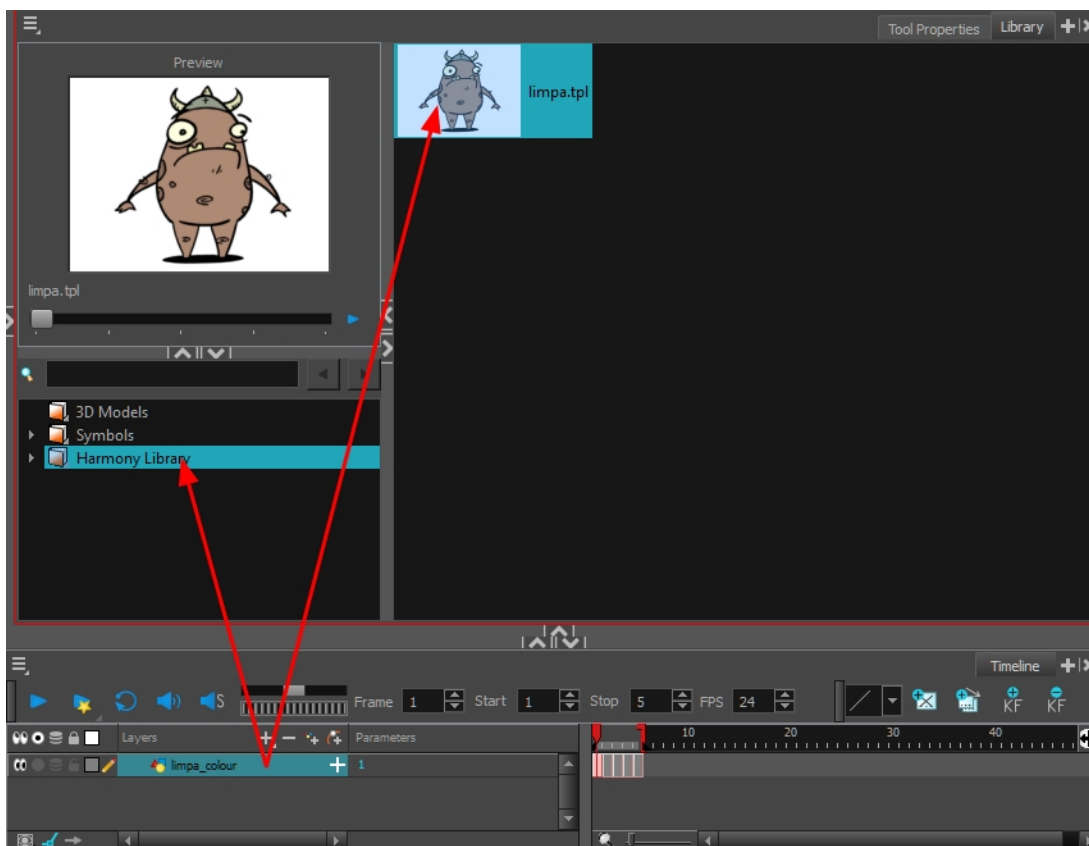 Tool Properties Library
Preview
limpa.tpl
limpa.tpl
3D Models
Symbols
Harmony Library
Timeline
Frame 1 Start 1 Stop 5 FPS 24 KF KF
Layers Parameters 10 20 30 40
limpa_colour 1